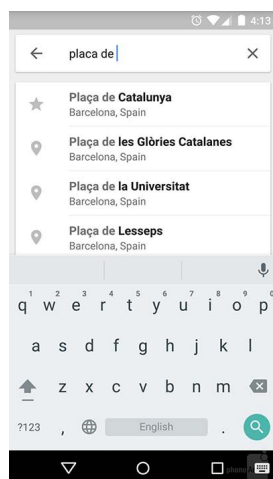 4:13
placa de
Plaça de Catalunya
Barcelona, Spain
Plaça de les Glòries Catalanes
Barcelona, Spain
Plaça de la Universitat
Barcelona, Spain
Plaça de Lesseps
Barcelona, Spain
1 2 3 4 5 6 7 8 9 0
q w e r t y u i o p
a s d f g h j k l
z x c v b n m
?123 , English .